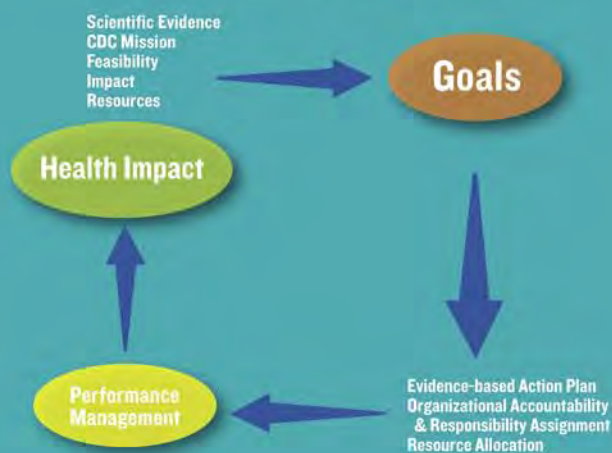 Scientific Evidence
CDC Mission
Feasibility
Impact
Resources
Goals
Health Impact
Performance
Management
Evidence-based Action Plan
Organizational Accountability
& Responsibility Assignment
Resource Allocation